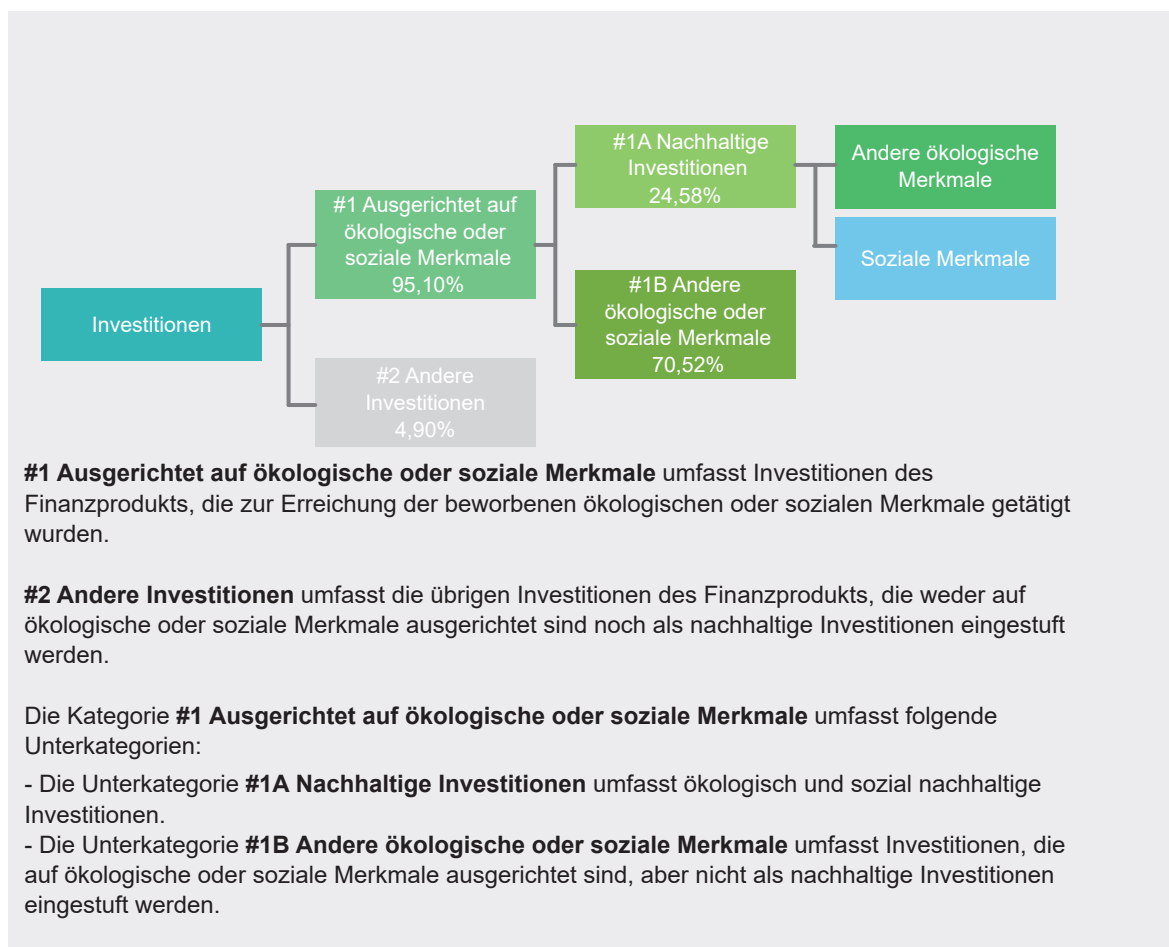 Investitionen
#1 Ausgerichtet auf
ökologische oder
soziale Merkmale
95,10%
#2 Andere
Investitionen
4,90%
#1A Nachhaltige
Investitionen
24,58%
#1B Andere
ökologische oder
soziale Merkmale
70,52%
Andere ökologische
Merkmale
Soziale Merkmale
#1 Ausgerichtet auf ökologische oder soziale Merkmale umfasst Investitionen des
Finanzprodukts, die zur Erreichung der beworbenen ökologischen oder sozialen Merkmale getätigt
wurden.
#2 Andere Investitionen umfasst die übrigen Investitionen des Finanzprodukts, die weder auf
ökologische oder soziale Merkmale ausgerichtet sind noch als nachhaltige Investitionen eingestuft
werden.
Die Kategorie #1 Ausgerichtet auf ökologische oder soziale Merkmale umfasst folgende
Unterkategorien:
- Die Unterkategorie #1A Nachhaltige Investitionen umfasst ökologisch und sozial nachhaltige
Investitionen.
- Die Unterkategorie #1B Andere ökologische oder soziale Merkmale umfasst Investitionen, die
auf ökologische oder soziale Merkmale ausgerichtet sind, aber nicht als nachhaltige Investitionen
eingestuft werden.